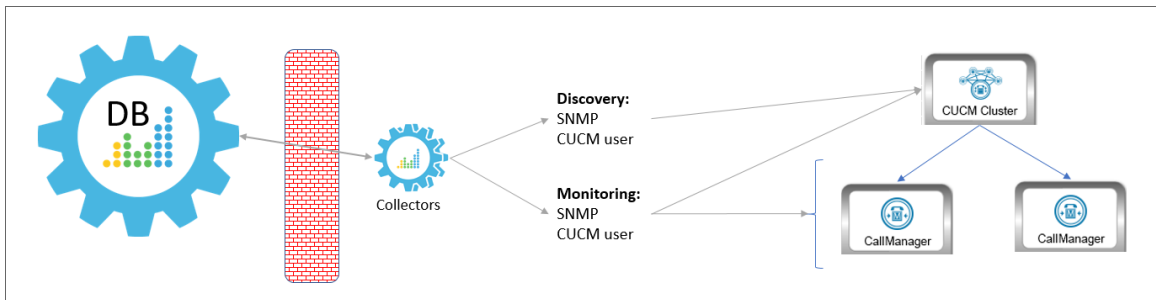 DB
Collectors
Discovery:
SNMP
CUCM user
Monitoring:
SNMP
CUCM user
CUCM Cluster
CallManager
CallManager